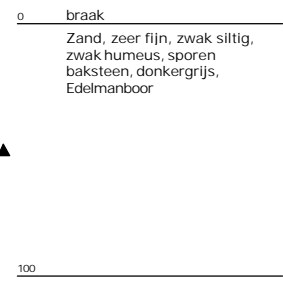 0 braak
Zand, zeer fijn, zwak siltig,
zwak humeus, sporen
baksteen, donkergrijs,
Edelmanboor
100